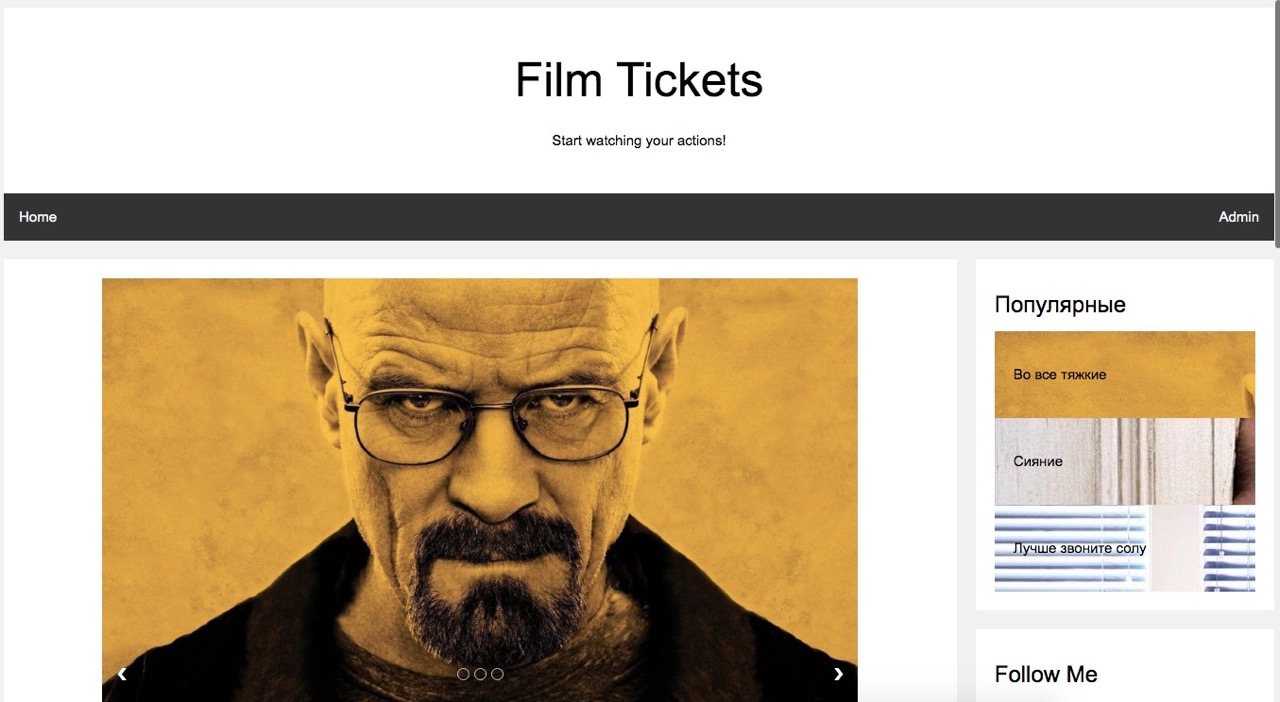 Film Tickets
Start watching your actions!
Home
Admin
Популярные
Во все тяжкие
Сияние
Лучше звоните солу
Follow Me